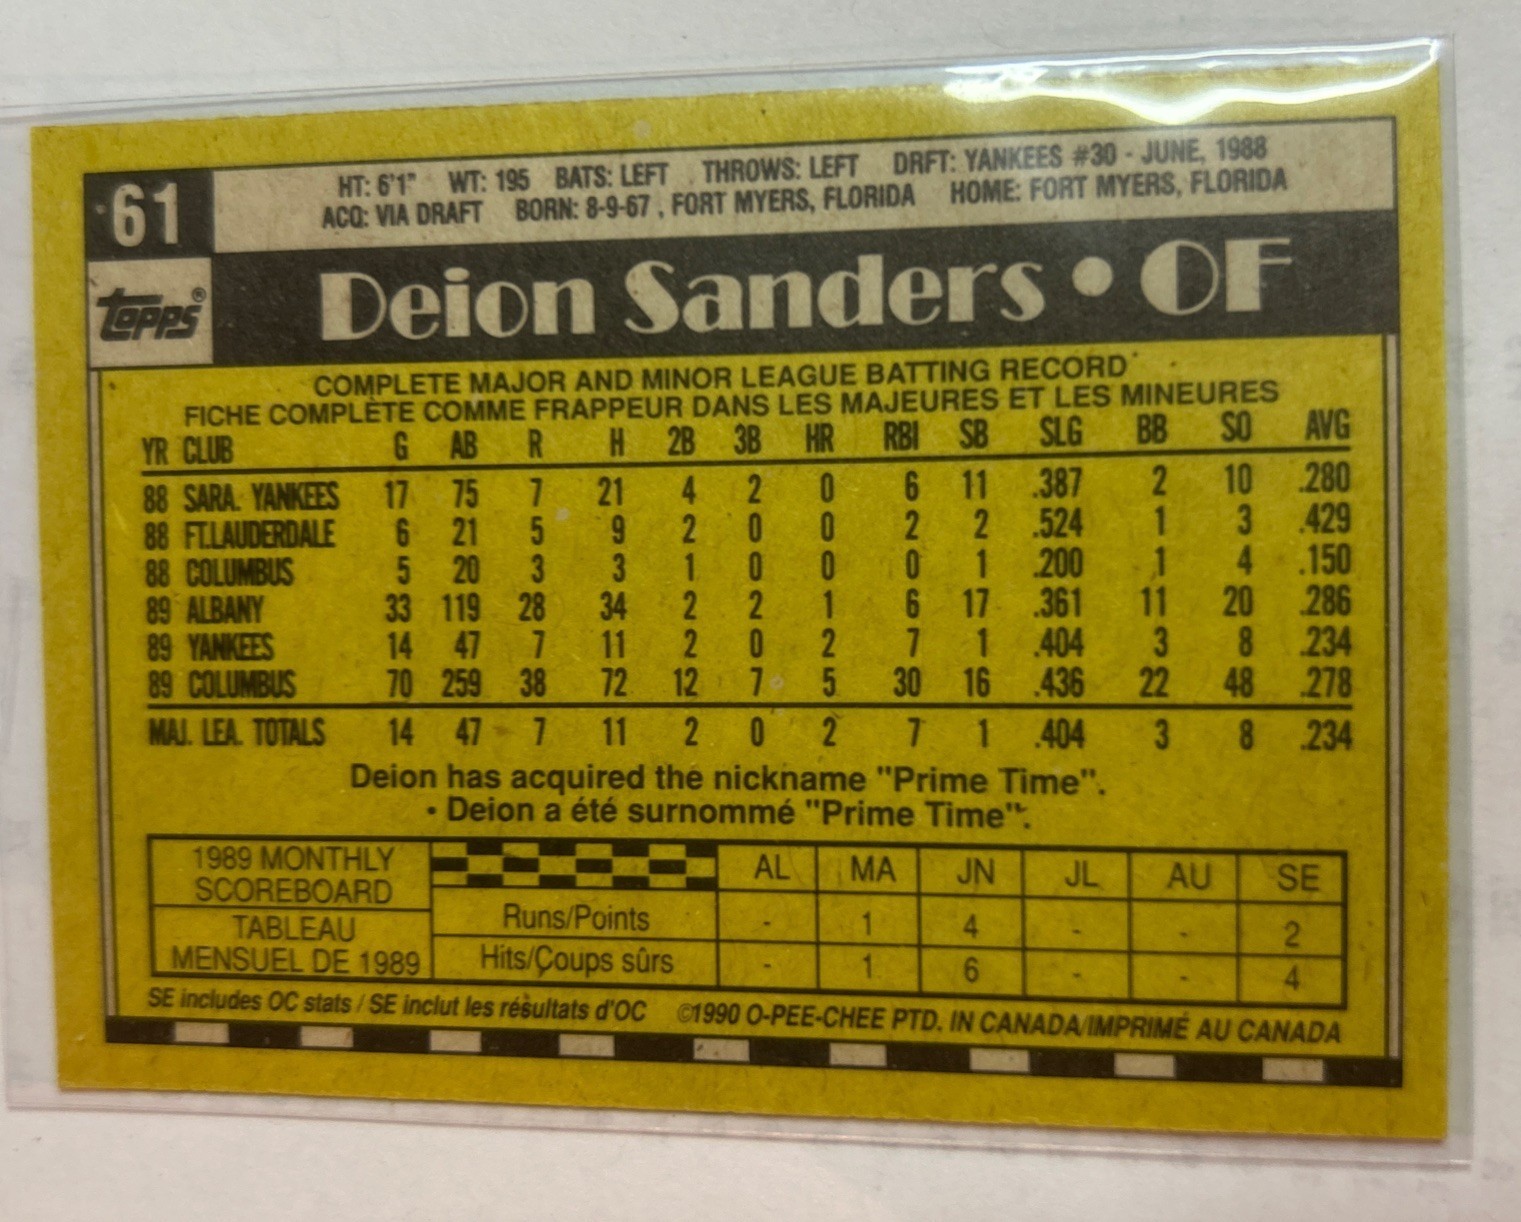 61
HT: 6'1" WT: 195 BATS: LEFT THROWS: LEFT DRFT: YANKEES #30 - JUNE, 1988
ACQ: VIA DRAFT BORN: 8-9-67, FORT MYERS, FLORIDA HOME: FORT MYERS, FLORIDA
TOPPS®
Deion Sanders • OF
COMPLETE MAJOR AND MINOR LEAGUE BATTING RECORD
FICHE COMPLÈTE COMME FRAPPEUR DANS LES MAJEURES ET LES MINEURES
YR CLUB G AB R H 2B 3B HR RBI SB SLG BB SO AVG
88 SARA. YANKEES 17 75 7 21 4 2 0 6 11 .387 2 10 .280
88 FT.LAUDERDALE 6 21 5 9 2 0 0 2 2 .524 1 3 .429
88 COLUMBUS 5 20 3 3 1 0 0 0 1 .200 1 4 .150
89 ALBANY 33 119 28 34 2 2 1 6 17 .361 11 20 .286
89 YANKEES 14 47 7 11 2 0 2 7 1 .404 3 8 .234
89 COLUMBUS 70 259 38 72 12 7 5 30 16 .436 22 48 .278
MAJ. LEA. TOTALS 14 47 7 11 2 0 2 7 1 .404 3 8 .234
Deion has acquired the nickname "Prime Time".
• Deion a été surnommé "Prime Time".
1989 MONTHLY
SCOREBOARD
TABLEAU
MENSUEL DE 1989
AL MA JN JL AU SE
Runs/Points - 1 4 - - 2
Hits/Coups sûrs - 1 6 - - 4
SE includes OC stats / SE inclut les résultats d'OC ©1990 O-PEE-CHEE PTD. IN CANADA/IMPRIMÉ AU CANADA